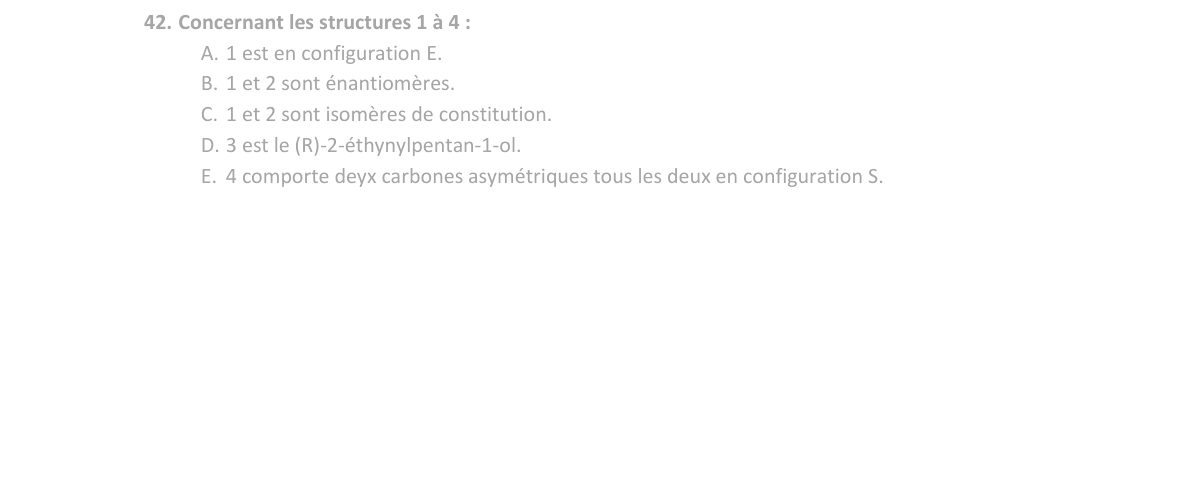 42. Concernant les structures 1 à 4 :
A. 1 est en configuration E.
B. 1 et 2 sont énantiomères.
C. 1 et 2 sont isomères de constitution.
D. 3 est le (R)-2-éthynylpentan-1-ol.
E. 4 comporte deyx carbones asymétriques tous les deux en configuration S.